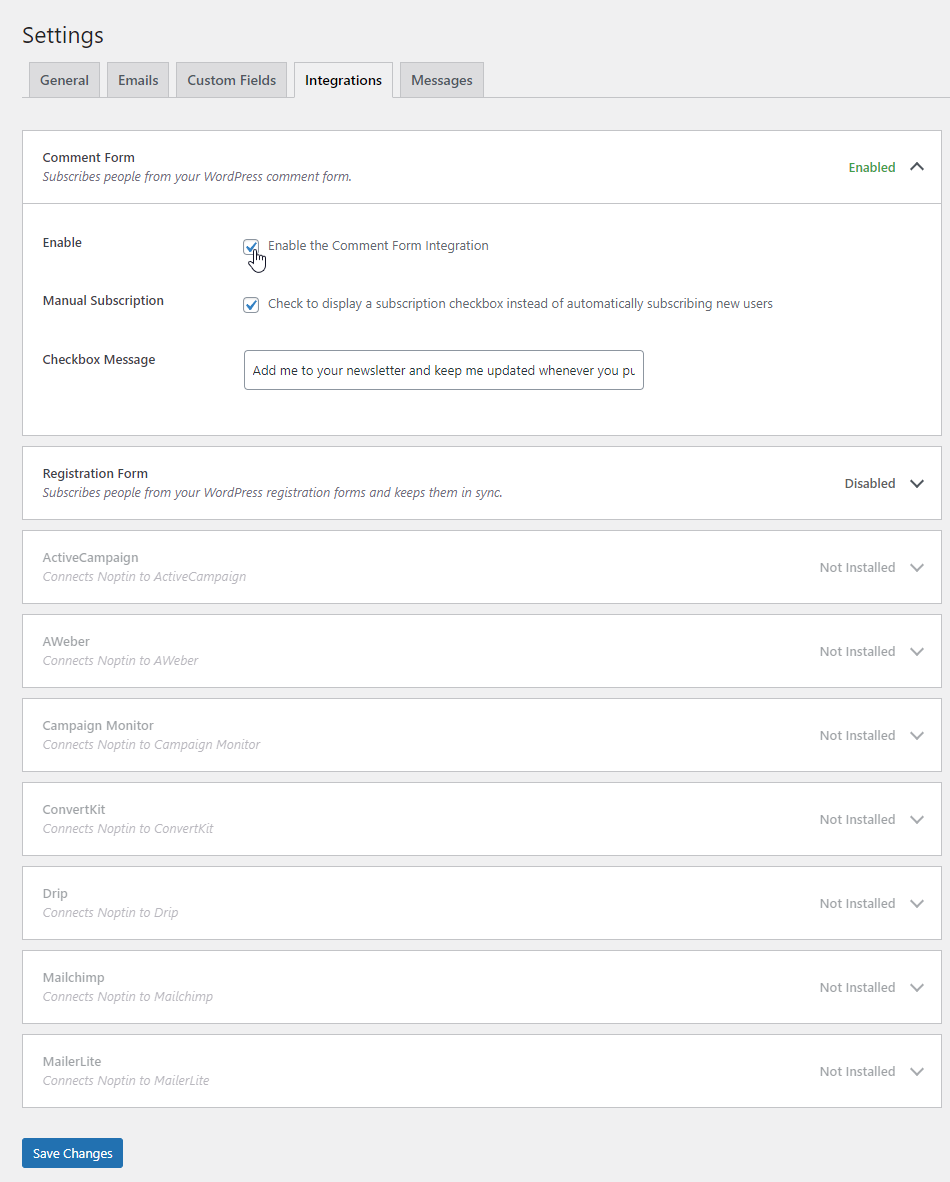 Settings
General Emails Custom Fields Integrations Messages
Comment Form
Subscribes people from your WordPress comment form.
Enabled
Enable
Enable the Comment Form Integration
Manual Subscription
Check to display a subscription checkbox instead of automatically subscribing new users
Checkbox Message
Add me to your newsletter and keep me updated whenever you pu
Registration Form
Subscribes people from your WordPress registration forms and keeps them in sync.
Disabled
ActiveCampaign
Connects Noptin to ActiveCampaign
Not Installed
AWeber
Connects Noptin to AWeber
Not Installed
Campaign Monitor
Connects Noptin to Campaign Monitor
Not Installed
ConvertKit
Connects Noptin to ConvertKit
Not Installed
Drip
Connects Noptin to Drip
Not Installed
Mailchimp
Connects Noptin to Mailchimp
Not Installed
MailerLite
Connects Noptin to MailerLite
Not Installed
Save Changes